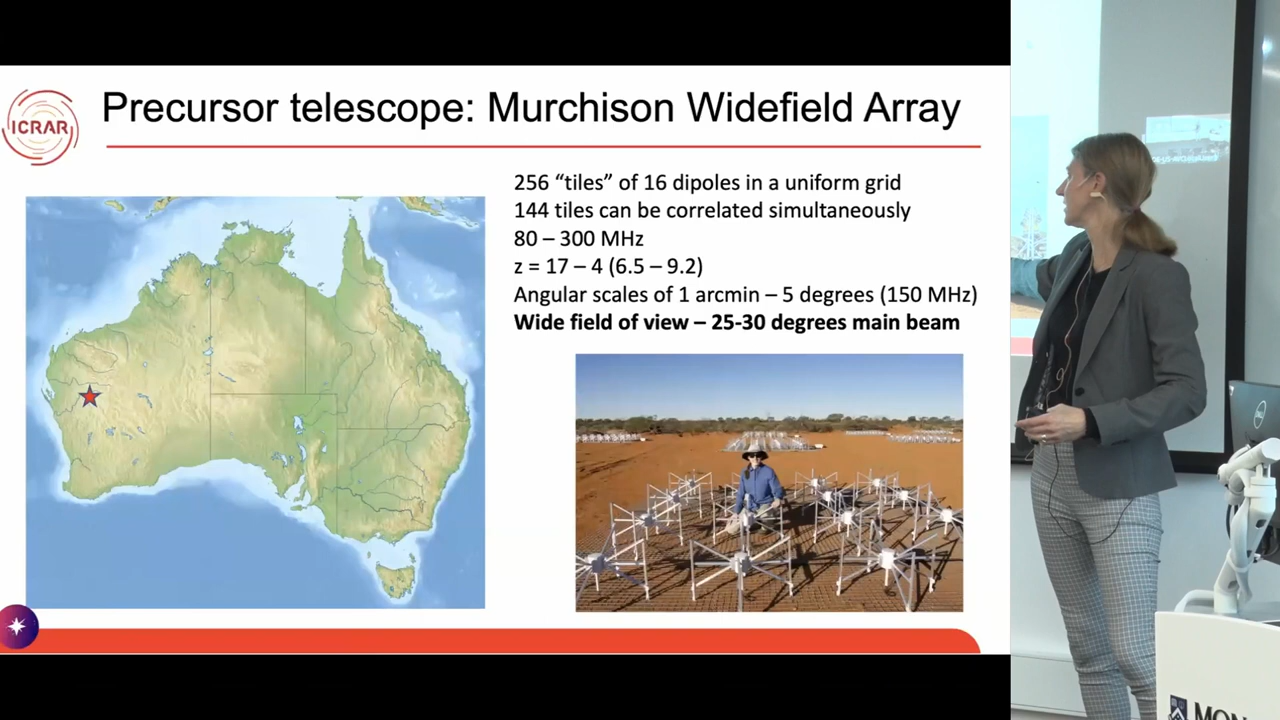 ICRAR
Precursor telescope: Murchison Widefield Array
256 “tiles” of 16 dipoles in a uniform grid
144 tiles can be correlated simultaneously
80 – 300 MHz
z = 17 – 4 (6.5 – 9.2)
Angular scales of 1 arcmin – 5 degrees (150 MHz)
Wide field of view – 25-30 degrees main beam
DELL
MON